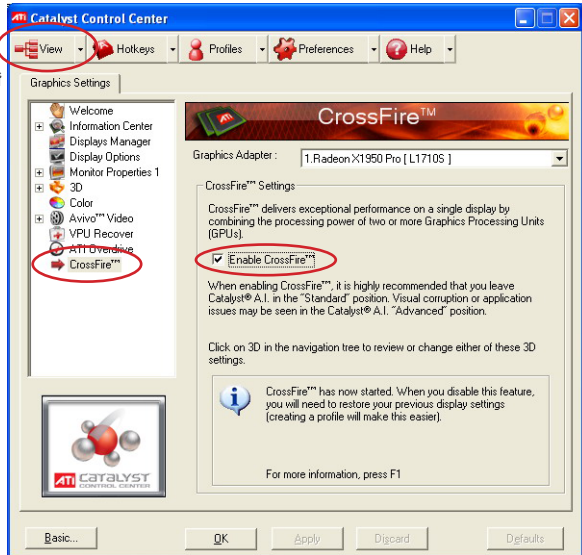 Catalyst Control Center
View Hotkeys Profiles Preferences Help
Graphics Settings
Welcome
Information Center
Displays Manager
Display Options
Monitor Properties 1
3D
Color
Avivo™ Video
VPU Recover
ATI Overdrive
CrossFire™
ATI CATALYST
CONTROL CENTER
CrossFire™
Graphics Adapter :
1.Radeon X1950 Pro [ L1710S ]
CrossFire™ Settings
CrossFire™ delivers exceptional performance on a single display by
combining the processing power of two or more Graphics Processing Units
(GPUs).
Enable CrossFire™
When enabling CrossFire™, it is highly recommended that you leave
Catalyst® A.I. in the "Standard" position. Visual corruption or application
issues may be seen in the Catalyst® A.I. "Advanced" position.
Click on 3D in the navigation tree to review or change either of these 3D
settings.
CrossFire™ has now started. When you disable this feature,
you will need to restore your previous display settings
(creating a profile will make this easier).
For more information, press F1
Basic... OK Apply Discard Defaults